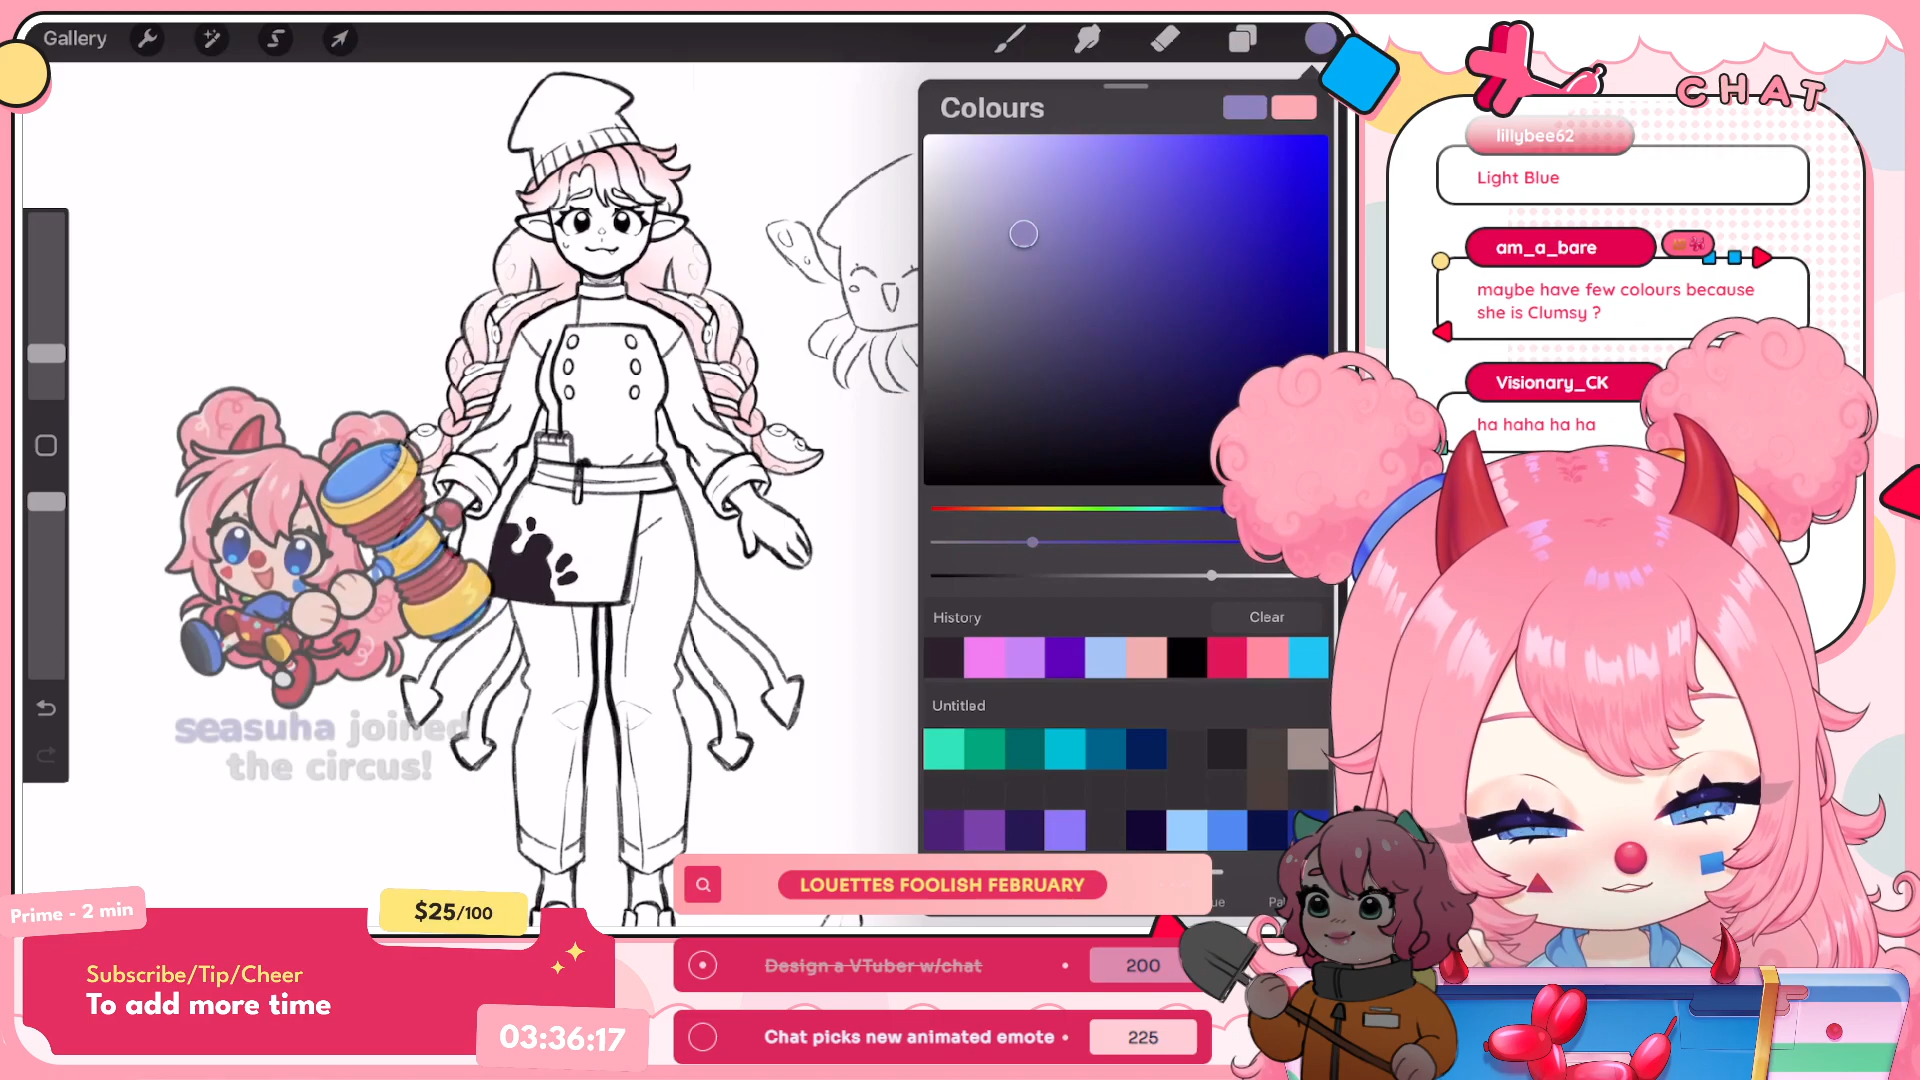 Gallery
Colours
History
Clear
Untitled
seasuha joined
the circus!
CHAT
lillybee62
Light Blue
am_a_bare
maybe have few colours because
she is Clumsy ?
Visionary_CK
ha haha ha ha
LOUETTES FOOLISH FEBRUARY
Design a VTuber w/chat • 200
Chat picks new animated emote • 225
Prime - 2 min
$25/100
Subscribe/Tip/Cheer
To add more time
03:36:17